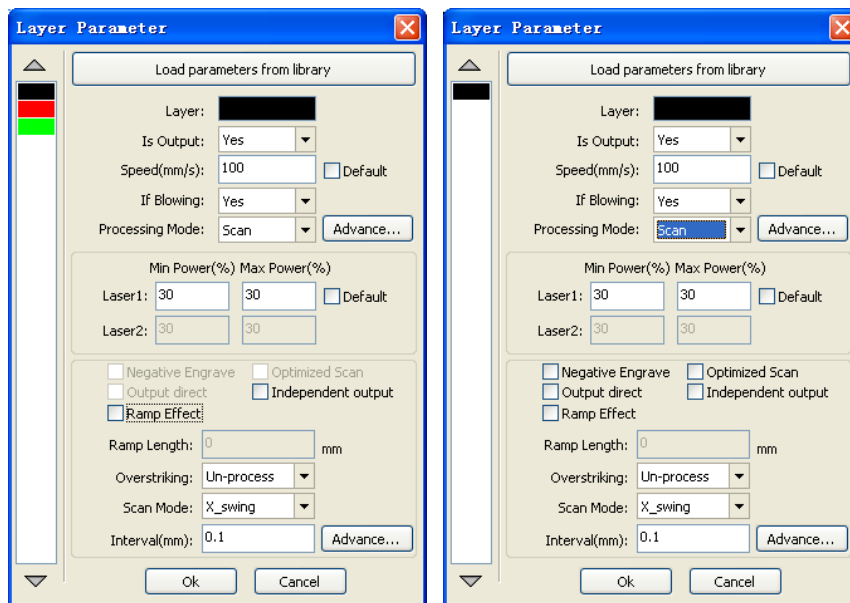 Layer Parameter
Load parameters from library
Layer:
Is Output: Yes
Speed(mm/s): 100 Default
If Blowing: Yes
Processing Mode: Scan Advance...
Min Power(%) Max Power(%)
Laser1: 30 30 Default
Laser2: 30 30
Negative Engrave Optimized Scan
Output direct Independent output
Ramp Effect
Ramp Length: 0 mm
Overstriking: Un-process
Scan Mode: X_swing
Interval(mm): 0.1 Advance...
Ok Cancel
Layer Parameter
Load parameters from library
Layer:
Is Output: Yes
Speed(mm/s): 100 Default
If Blowing: Yes
Processing Mode: Scan Advance...
Min Power(%) Max Power(%)
Laser1: 30 30 Default
Laser2: 30 30
Negative Engrave Optimized Scan
Output direct Independent output
Ramp Effect
Ramp Length: 0 mm
Overstriking: Un-process
Scan Mode: X_swing
Interval(mm): 0.1 Advance...
Ok Cancel